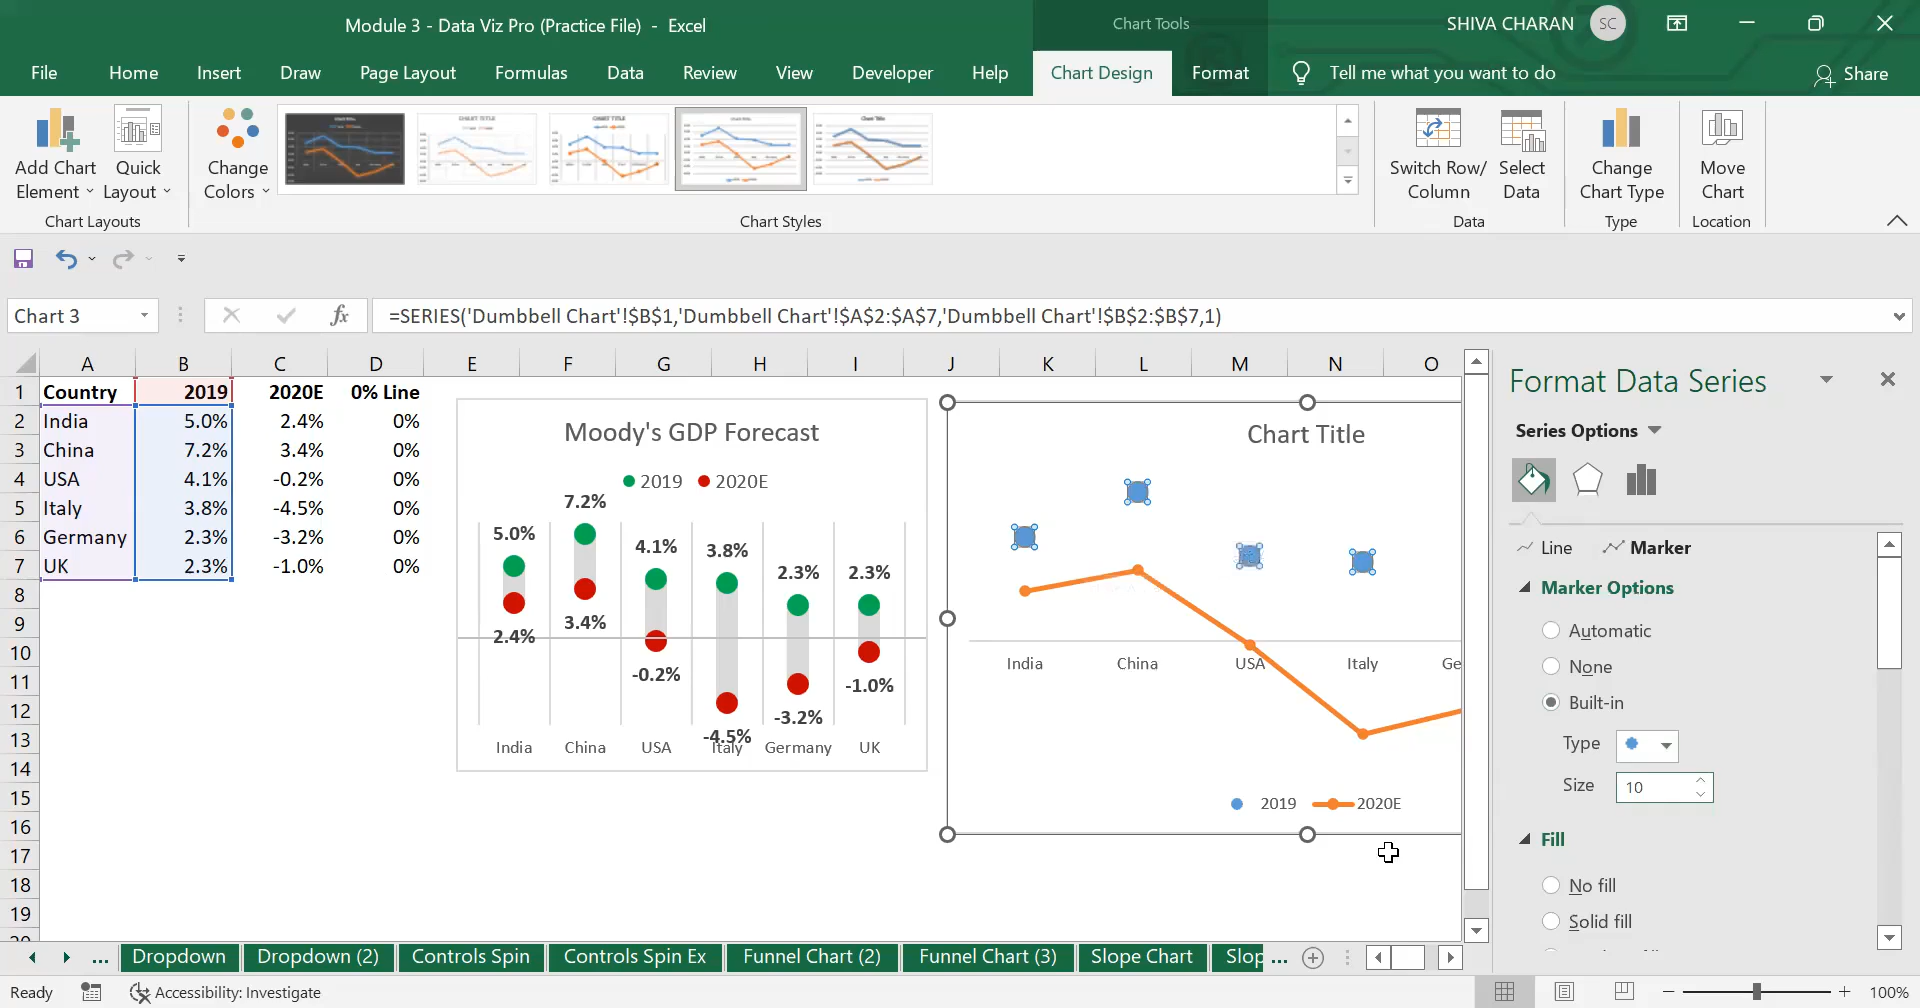 Module 3 - Data Viz Pro (Practice File) - Excel
Chart Tools
SHIVA CHARAN
SC
File Home Insert Draw Page Layout Formulas Data Review View Developer Help Chart Design Format Tell me what you want to do Share
Add Chart Element
Quick Layout
Chart Layouts
Change Colors
Chart Styles
Switch Row/ Column
Select Data
Data
Change Chart Type
Type
Move Chart
Location
Chart 3
fx
=SERIES('Dumbbell Chart'!$B$1,'Dumbbell Chart'!$A$2:$A$7,'Dumbbell Chart'!$B$2:$B$7,1)
A B C D E F G H I J K L M N O
1 Country 2019 2020E 0% Line
2 India 5.0% 2.4% 0%
3 China 7.2% 3.4% 0%
4 USA 4.1% -0.2% 0%
5 Italy 3.8% -4.5% 0%
6 Germany 2.3% -3.2% 0%
7 UK 2.3% -1.0% 0%
8
9
10
11
12
13
14
15
16
17
18
19
Moody's GDP Forecast
2019 2020E
5.0% 7.2% 4.1% 3.8% 2.3% 2.3%
2.4% 3.4% -0.2% -4.5% -3.2% -1.0%
India China USA Italy Germany UK
Chart Title
India China USA Italy Ge
2019 2020E
Format Data Series
Series Options
Line Marker
Marker Options
Automatic
None
Built-in
Type
Size 10
Fill
No fill
Solid fill
... Dropdown Dropdown (2) Controls Spin Controls Spin Ex Funnel Chart (2) Funnel Chart (3) Slope Chart Slop ...
Ready Accessibility: Investigate 100%